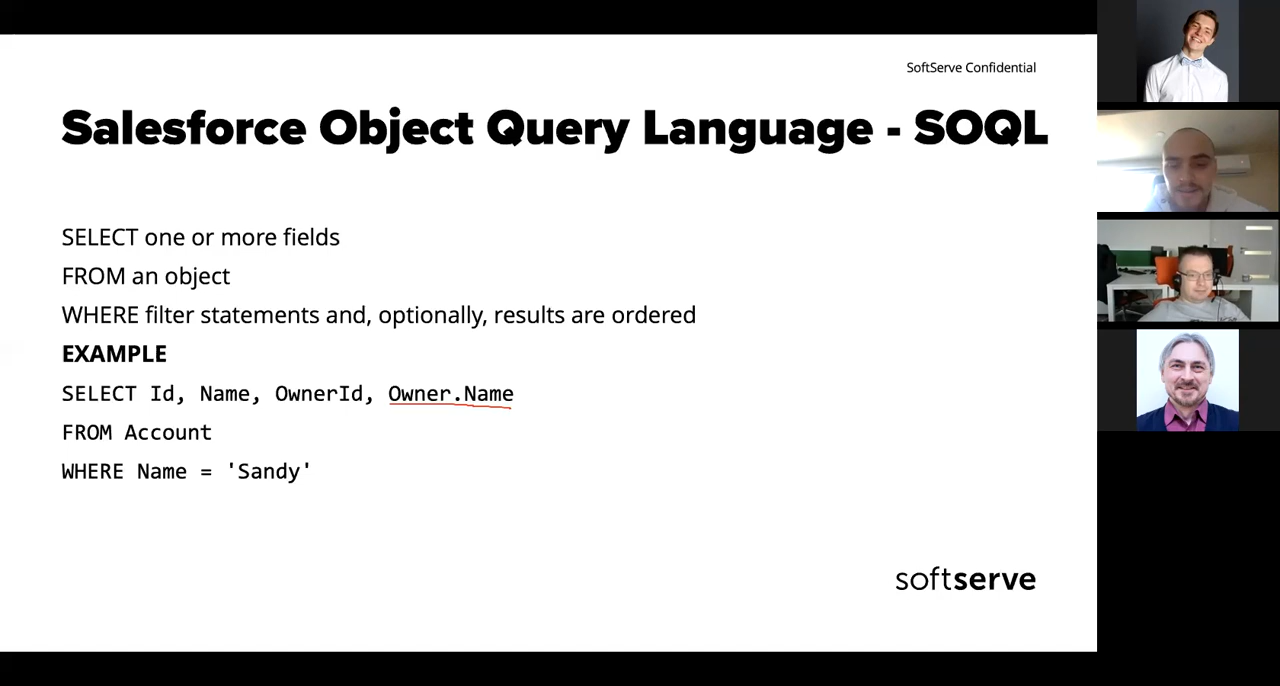 SoftServe Confidential
Salesforce Object Query Language - SOQL
SELECT one or more fields
FROM an object
WHERE filter statements and, optionally, results are ordered
EXAMPLE
SELECT Id, Name, OwnerId, Owner.Name
FROM Account
WHERE Name = 'Sandy'
softserve